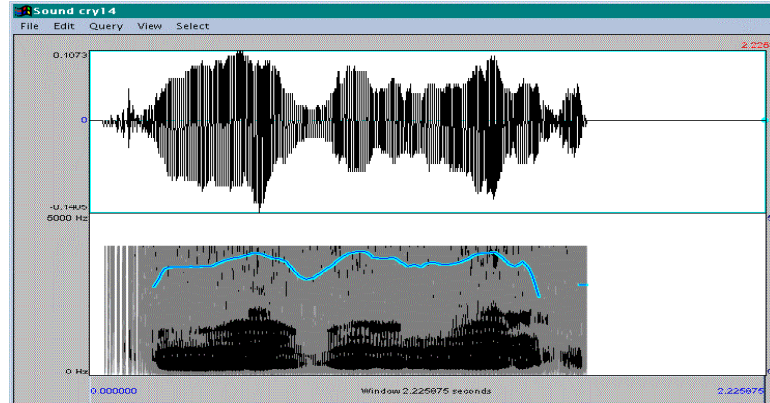 Sound cry14
File Edit Query View Select
2.226
0.1073
0
-0.1405
5000 Hz
0 Hz
0.000000 Window 2.225875 seconds 2.225875